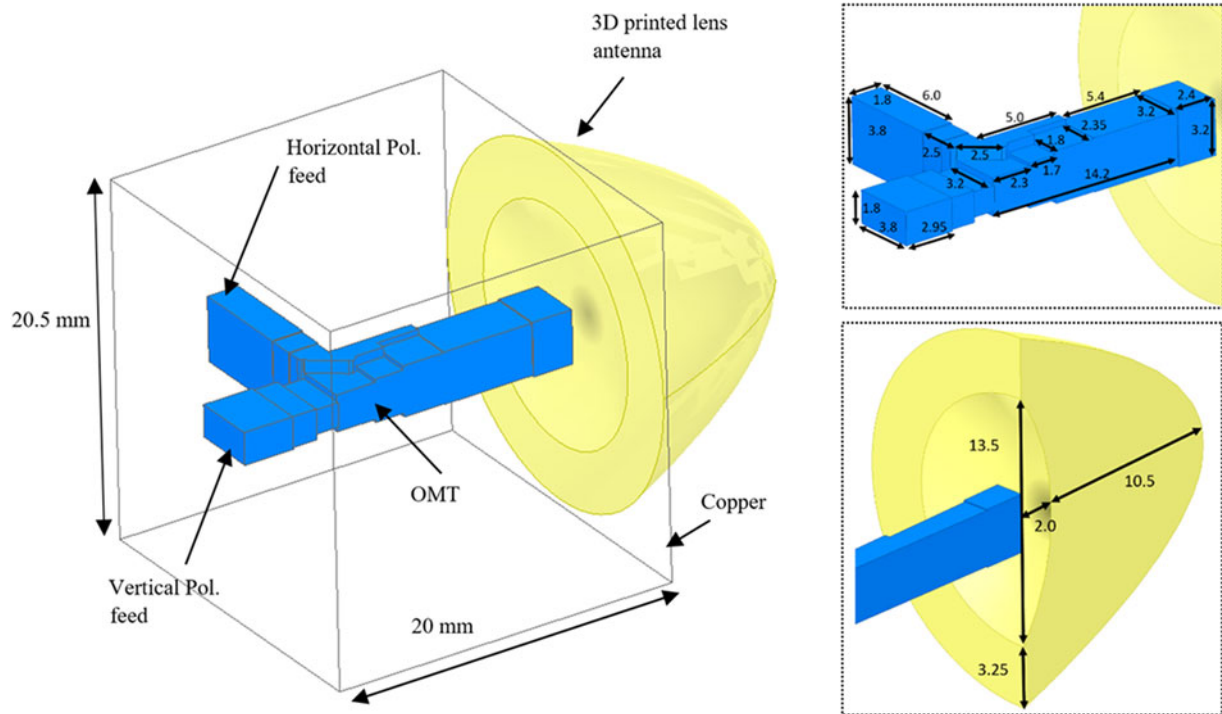 3D printed lens
antenna
Horizontal Pol.
feed
20.5 mm
OMT
Copper
Vertical Pol.
feed
20 mm
1.8
6.0
3.8
2.5
5.0
2.5
5.4
3.2
2.4
2.35
1.8
3.2
1.7
2.3
3.2
14.2
1.8
3.8
2.95
13.5
10.5
2.0
3.25